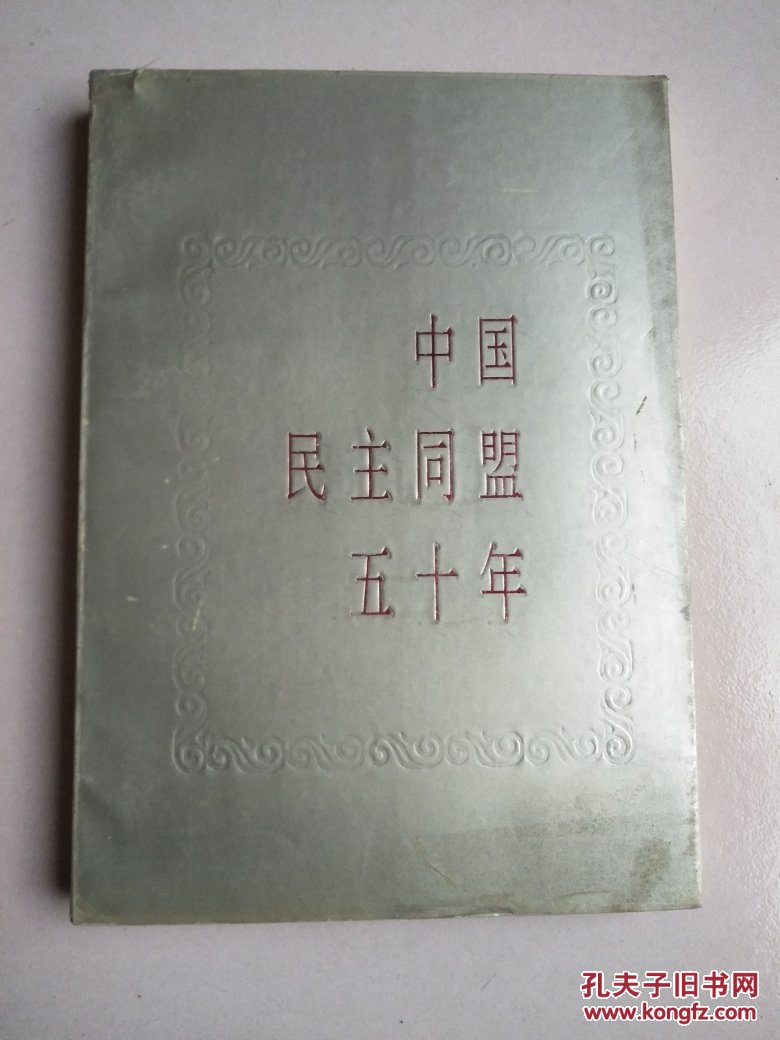 中国
民主同盟
五十年
孔夫子旧书网
www.kongfz.com